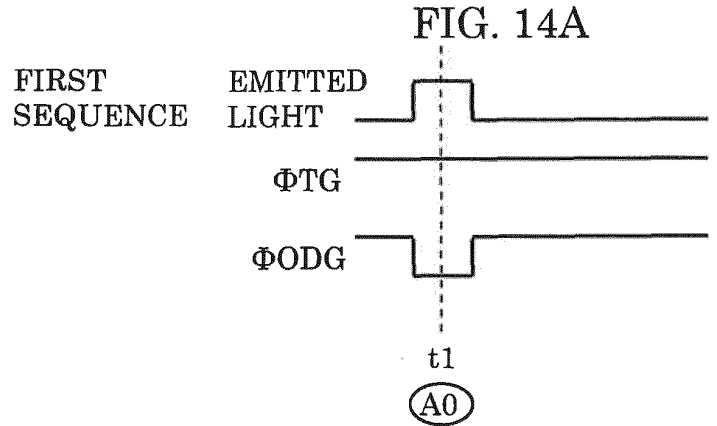 FIG. 14A
FIRST SEQUENCE
EMITTED LIGHT
ΦTG
ΦODG
t1
A0